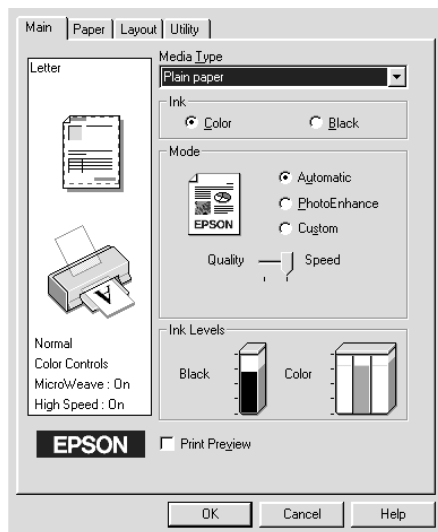 Main Paper Layout Utility
Letter
Media Type
Plain paper
Ink
Color Black
Mode
EPSON
Automatic
PhotoEnhance
Custom
Quality Speed
Normal
Color Controls
MicroWeave : On
High Speed : On
Ink Levels
Black Color
A
EPSON
Print Preview
OK Cancel Help